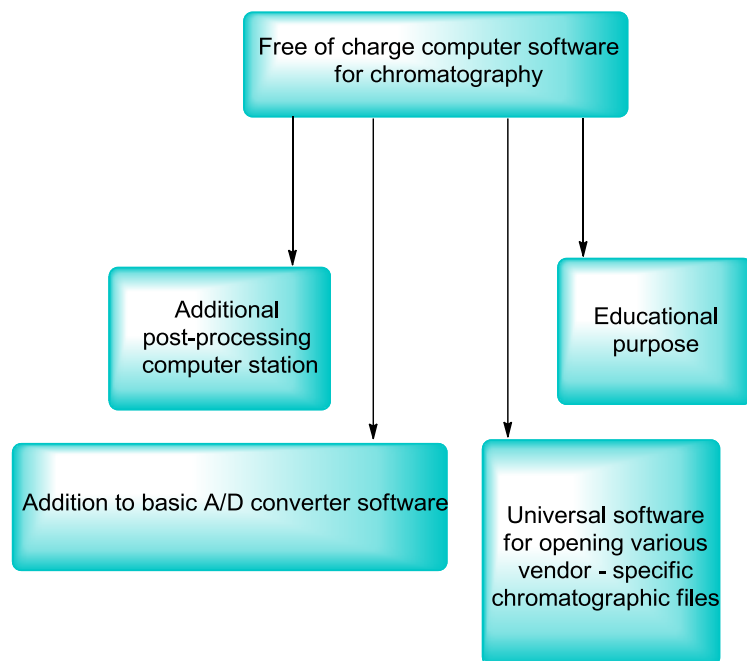 Free of charge computer software
for chromatography
Additional
post-processing
computer station
Educational
purpose
Addition to basic A/D converter software
Universal software
for opening various
vendor - specific
chromatographic files